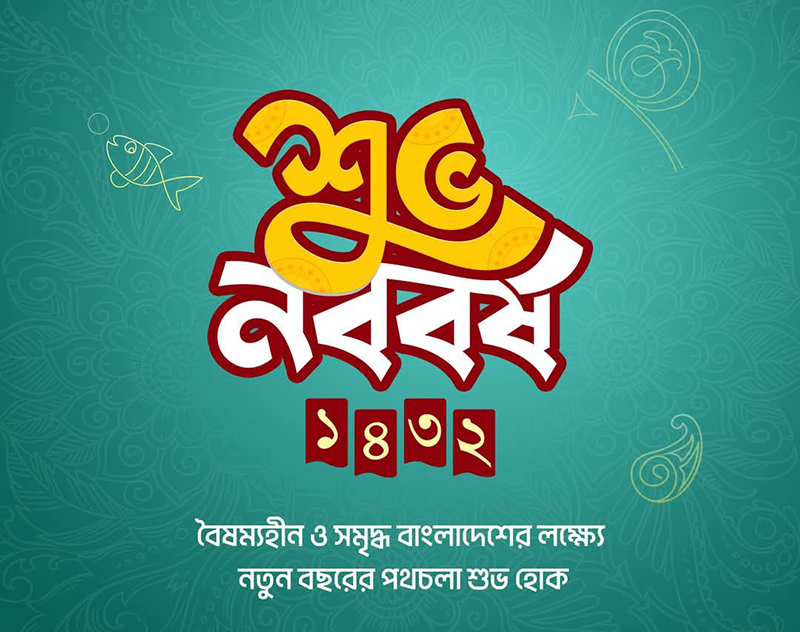 শুভ
নববর্ষ
১৪৩২
বৈষম্যহীন ও সমৃদ্ধ বাংলাদেশের লক্ষ্যে
নতুন বছরের পথচলা শুভ হোক